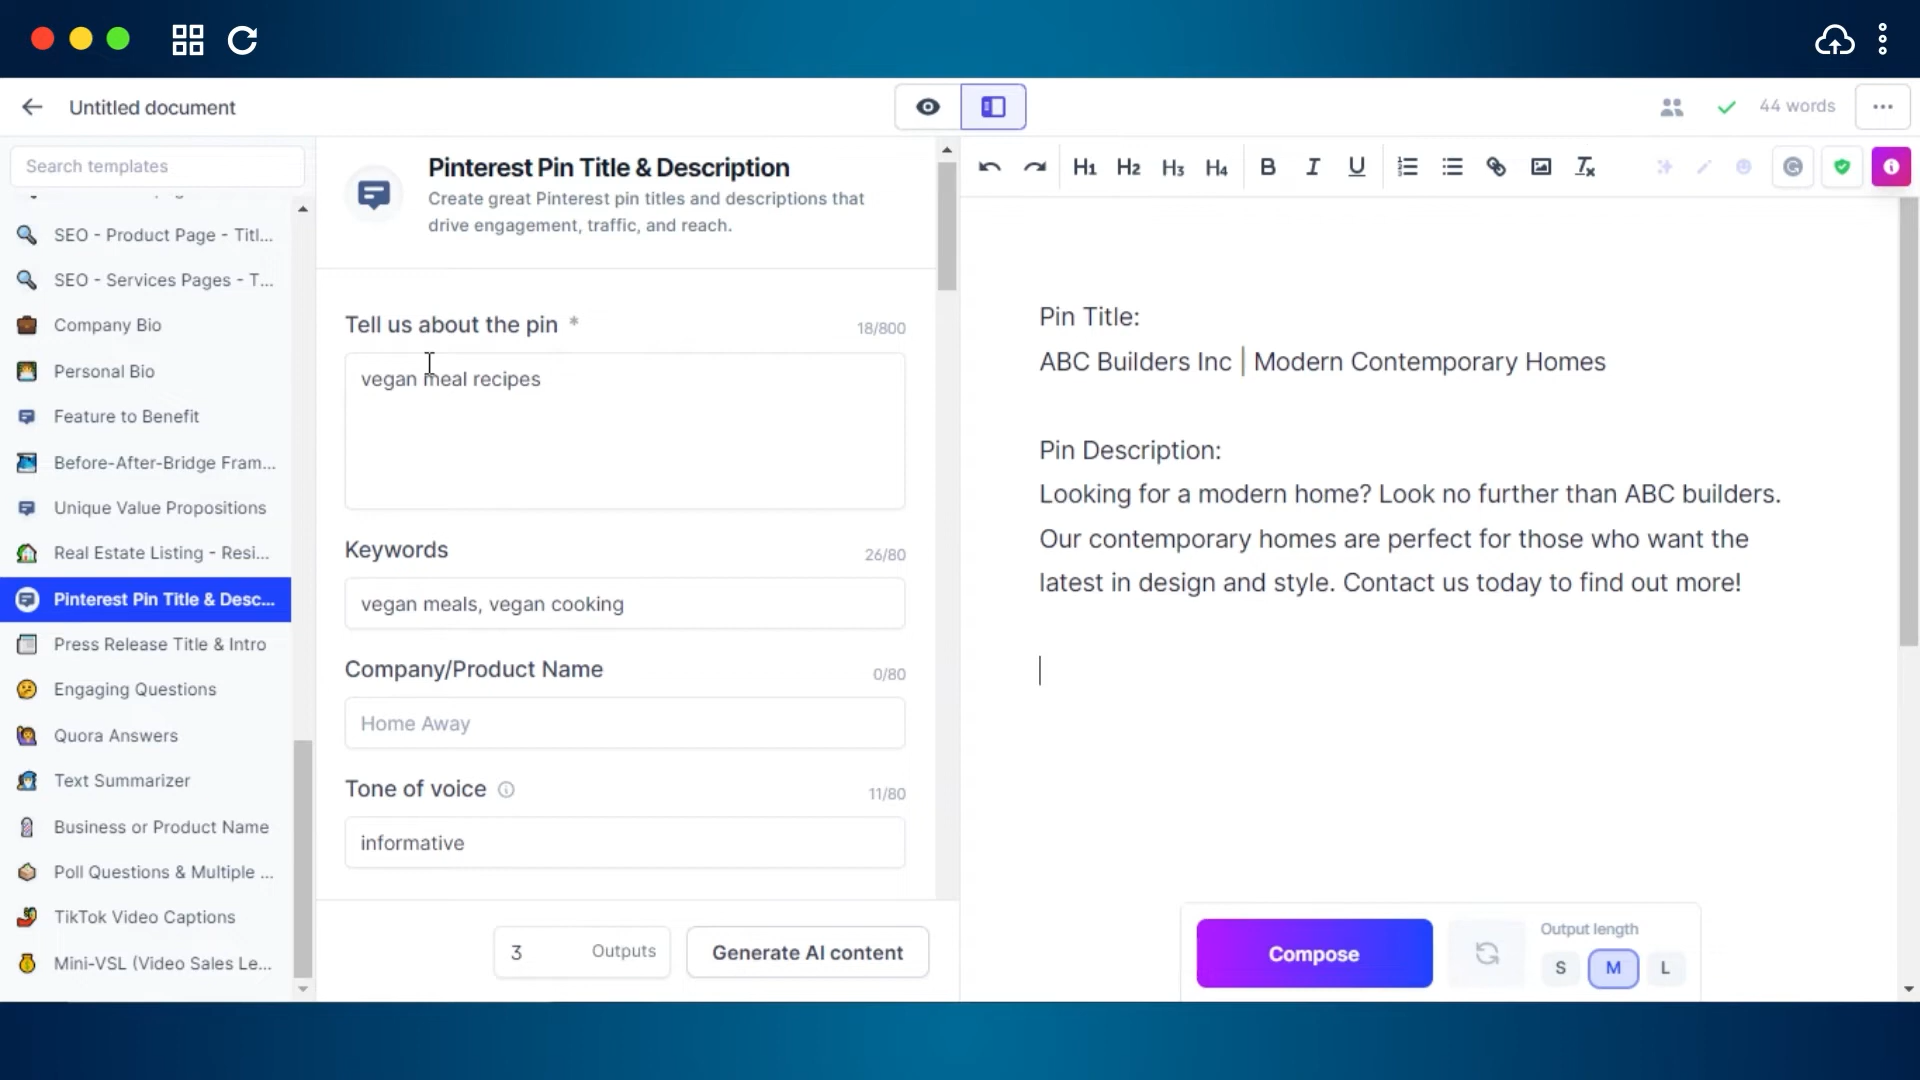 Untitled document
44 words
Search templates
SEO - Product Page - Titl...
SEO - Services Pages - T...
Company Bio
Personal Bio
Feature to Benefit
Before-After-Bridge Fram...
Unique Value Propositions
Real Estate Listing - Resi...
Pinterest Pin Title & Desc...
Press Release Title & Intro
Engaging Questions
Quora Answers
Text Summarizer
Business or Product Name
Poll Questions & Multiple ...
TikTok Video Captions
Mini-VSL (Video Sales Le...
Pinterest Pin Title & Description
Create great Pinterest pin titles and descriptions that
drive engagement, traffic, and reach.
Tell us about the pin * 18/800
vegan meal recipes
Keywords 26/80
vegan meals, vegan cooking
Company/Product Name 0/80
Home Away
Tone of voice 11/80
informative
3 Outputs Generate AI content
H1 H2 H3 H4 B I U
Pin Title:
ABC Builders Inc | Modern Contemporary Homes
Pin Description:
Looking for a modern home? Look no further than ABC builders.
Our contemporary homes are perfect for those who want the
latest in design and style. Contact us today to find out more!
Compose
Output length
S M L